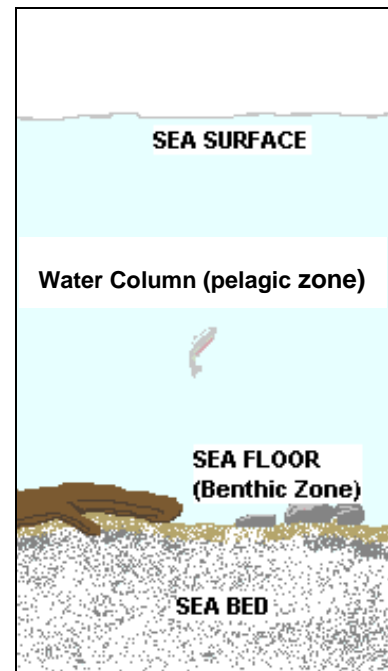 SEA SURFACE
Water Column (pelagic zone)
SEA FLOOR
(Benthic Zone)
SEA BED